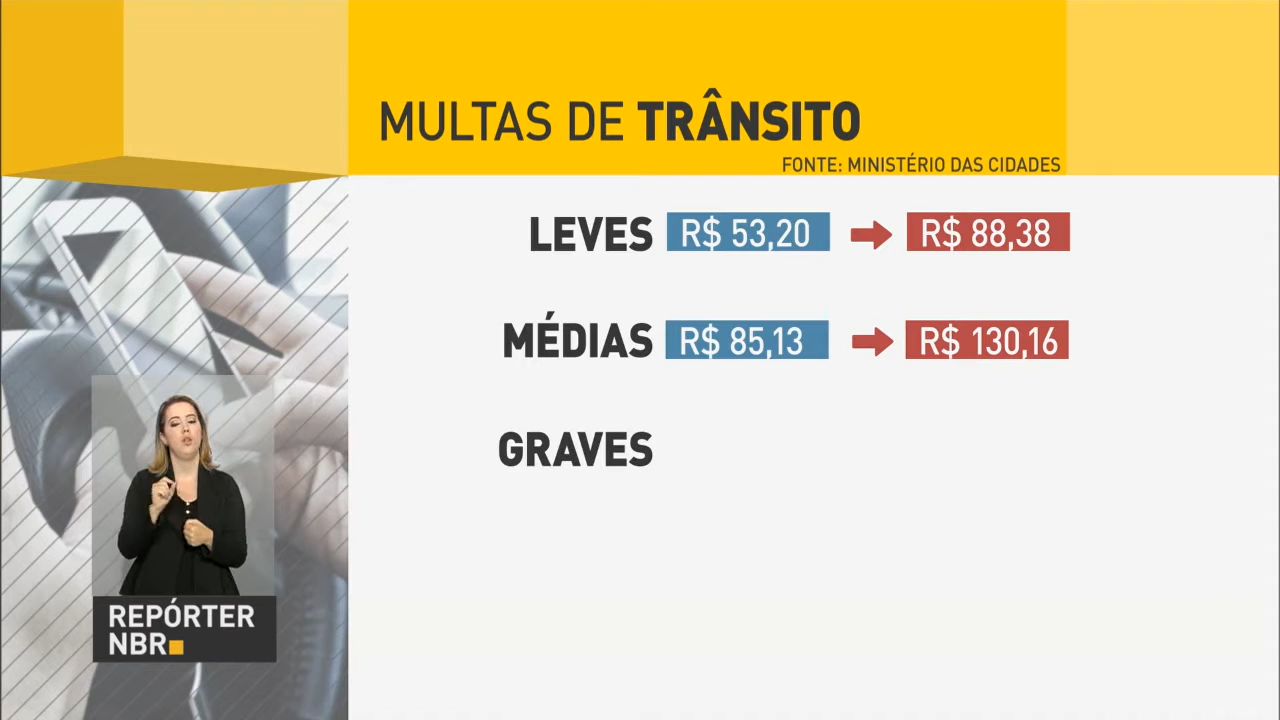 MULTAS DE TRÂNSITO
FONTE: MINISTÉRIO DAS CIDADES
LEVES R$ 53,20 R$ 88,38
MÉDIAS R$ 85,13 R$ 130,16
GRAVES
REPÓRTER
NBR